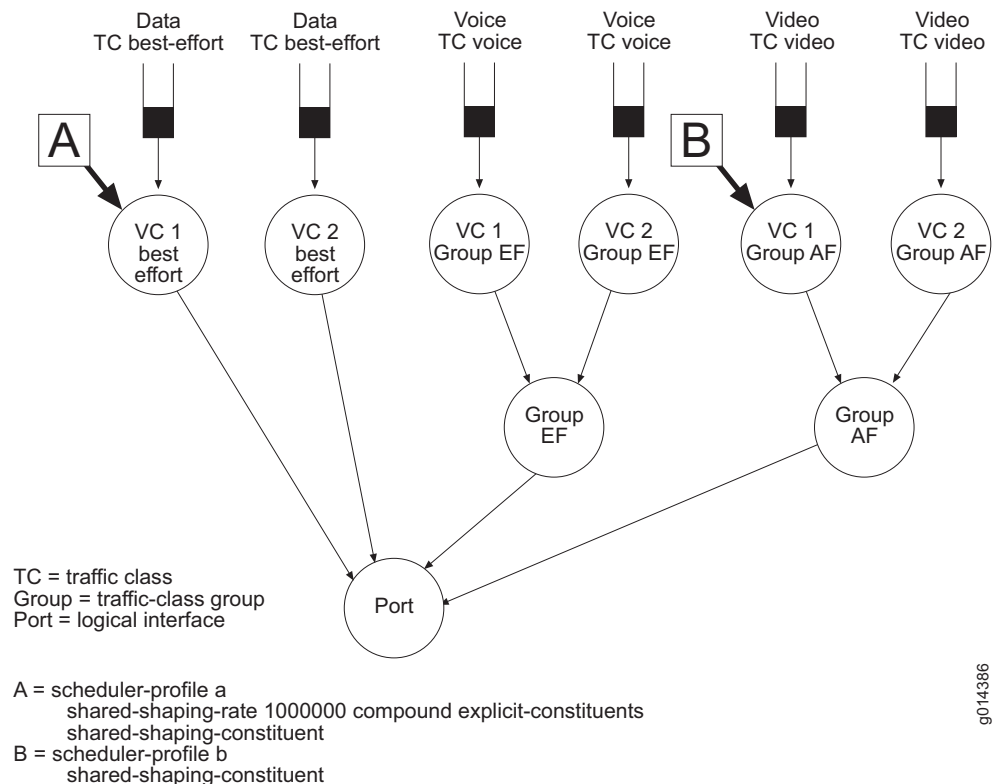 Data
TC best-effort
Data
TC best-effort
Voice
TC voice
Voice
TC voice
Video
TC video
Video
TC video
A
B
VC 1
best
effort
VC 2
best
effort
VC 1
Group EF
VC 2
Group EF
VC 1
Group AF
VC 2
Group AF
Group
EF
Group
AF
Port
TC = traffic class
Group = traffic-class group
Port = logical interface
A = scheduler-profile a
shared-shaping-rate 1000000 compound explicit-constituents
shared-shaping-constituent
B = scheduler-profile b
shared-shaping-constituent
g014386